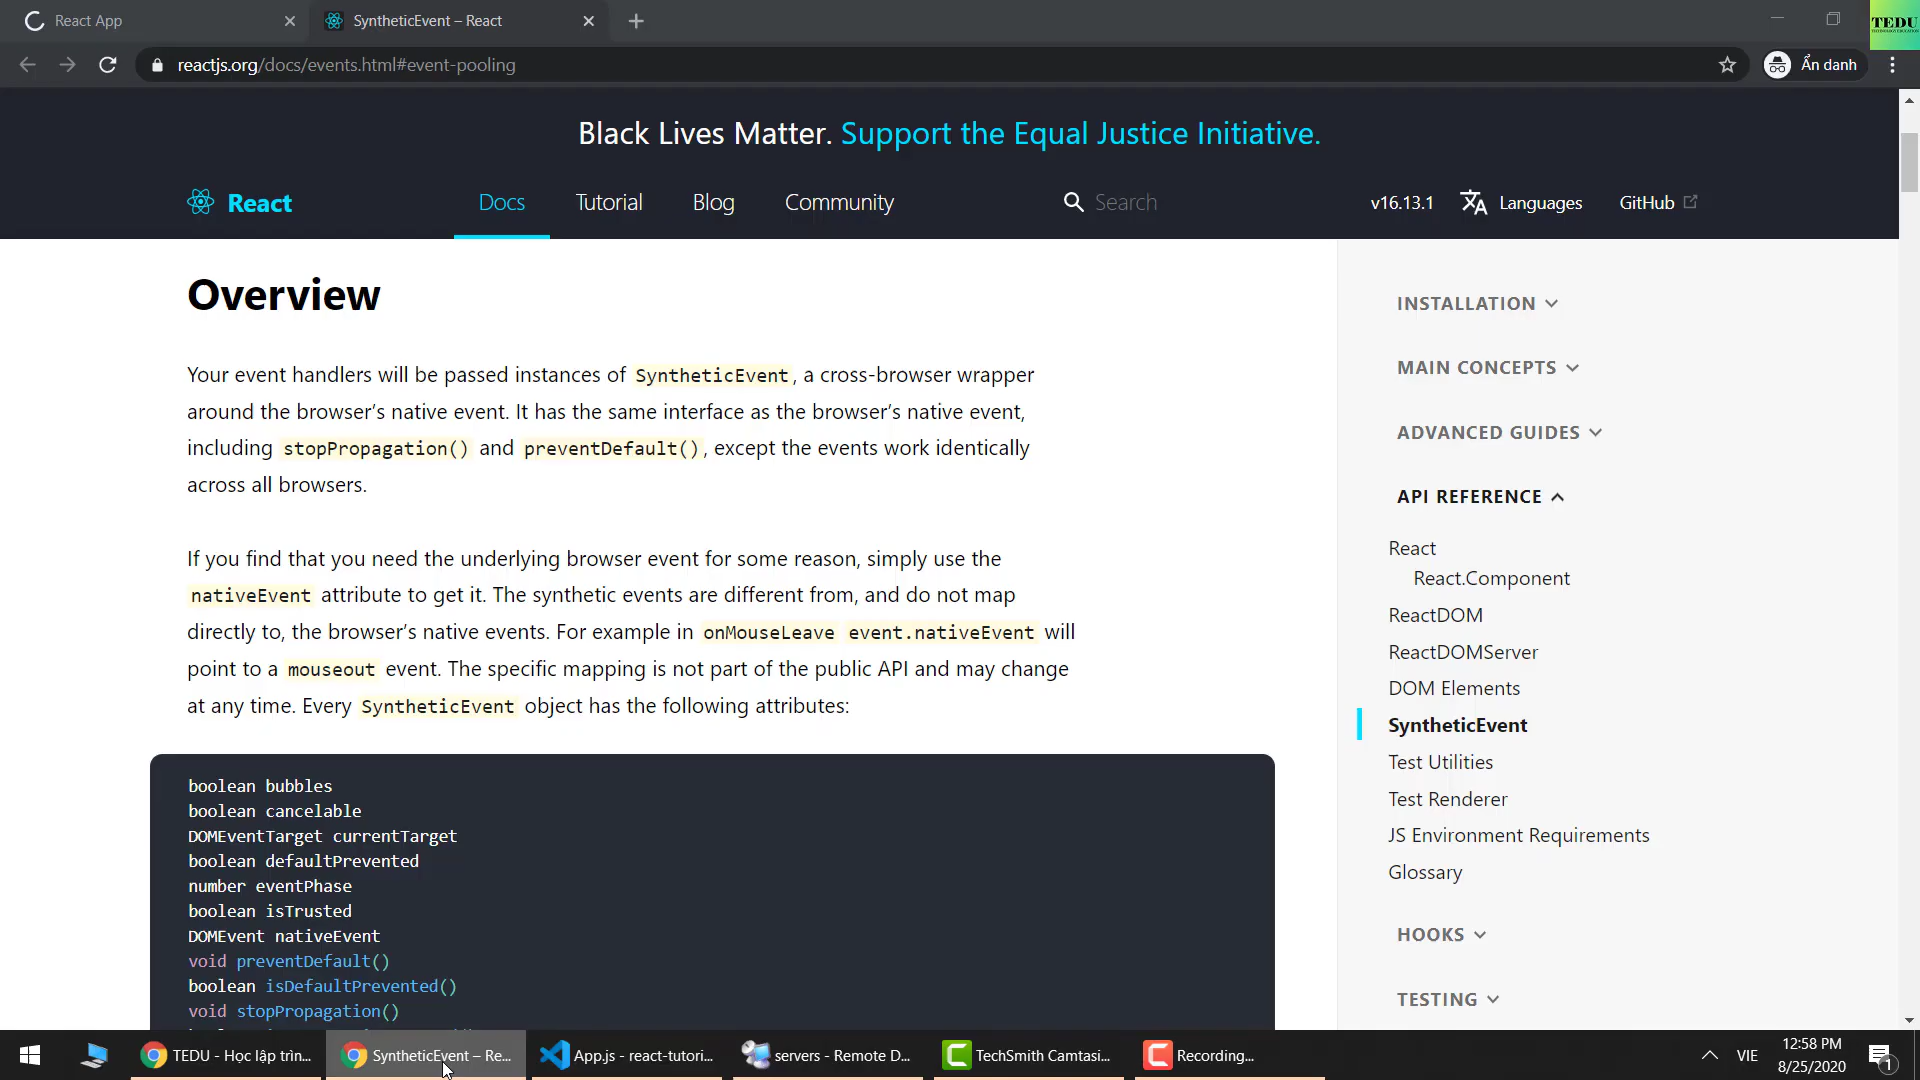 React App
SyntheticEvent – React
TEDU
reactjs.org/docs/events.html#event-pooling
Ẩn danh
Black Lives Matter. Support the Equal Justice Initiative.
React
Docs
Tutorial
Blog
Community
Search
v16.13.1
Languages
GitHub
Overview
Your event handlers will be passed instances of SyntheticEvent, a cross-browser wrapper
around the browser’s native event. It has the same interface as the browser’s native event,
including stopPropagation() and preventDefault(), except the events work identically
across all browsers.
If you find that you need the underlying browser event for some reason, simply use the
nativeEvent attribute to get it. The synthetic events are different from, and do not map
directly to, the browser’s native events. For example in onMouseLeave event.nativeEvent will
point to a mouseout event. The specific mapping is not part of the public API and may change
at any time. Every SyntheticEvent object has the following attributes:
boolean bubbles
boolean cancelable
DOMEventTarget currentTarget
boolean defaultPrevented
number eventPhase
boolean isTrusted
DOMEvent nativeEvent
void preventDefault()
boolean isDefaultPrevented()
void stopPropagation()
INSTALLATION
MAIN CONCEPTS
ADVANCED GUIDES
API REFERENCE
React
React.Component
ReactDOM
ReactDOMServer
DOM Elements
SyntheticEvent
Test Utilities
Test Renderer
JS Environment Requirements
Glossary
HOOKS
TESTING
TEDU - Học lập trìn...
SyntheticEvent – Re...
App.js - react-tutori...
servers - Remote D...
TechSmith Camtasi...
Recording...
VIE
12:58 PM
8/25/2020
1